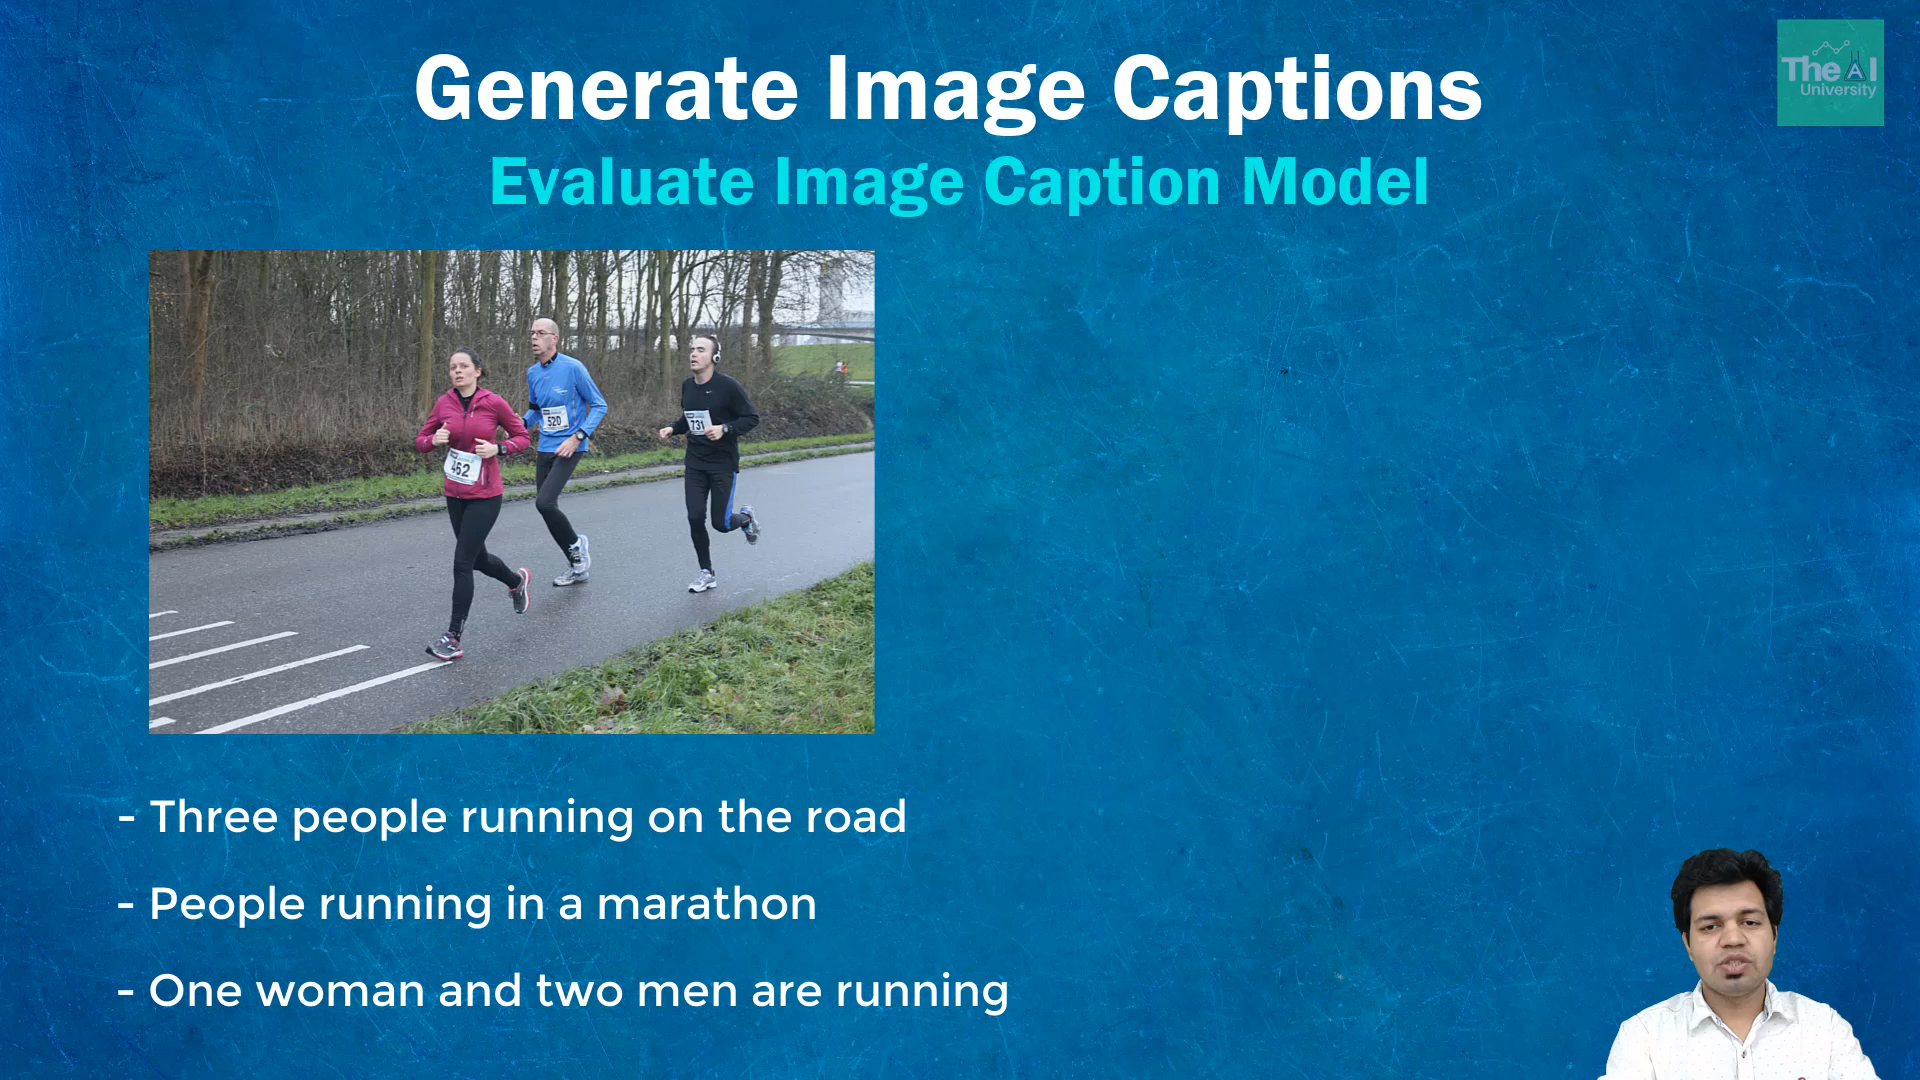 Generate Image Captions
The AI
University
Evaluate Image Caption Model
520
731
462
- Three people running on the road
- People running in a marathon
- One woman and two men are running